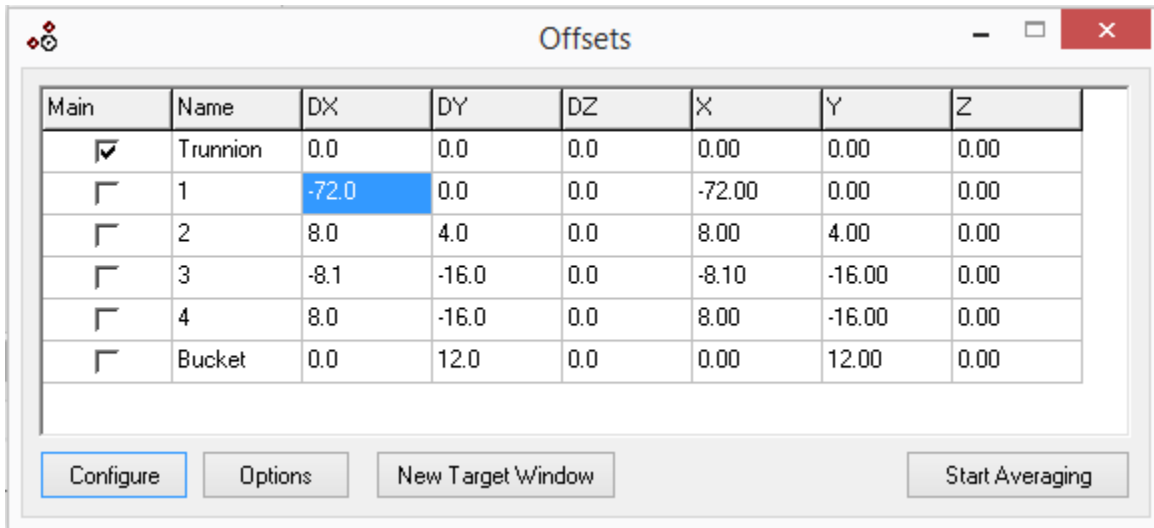 Offsets
Main Name DX DY DZ X Y Z
Trunnion 0.0 0.0 0.0 0.00 0.00 0.00
1 -72.0 0.0 0.0 -72.00 0.00 0.00
2 8.0 4.0 0.0 8.00 4.00 0.00
3 -8.1 -16.0 0.0 -8.10 -16.00 0.00
4 8.0 -16.0 0.0 8.00 -16.00 0.00
Bucket 0.0 12.0 0.0 0.00 12.00 0.00
Configure Options New Target Window Start Averaging